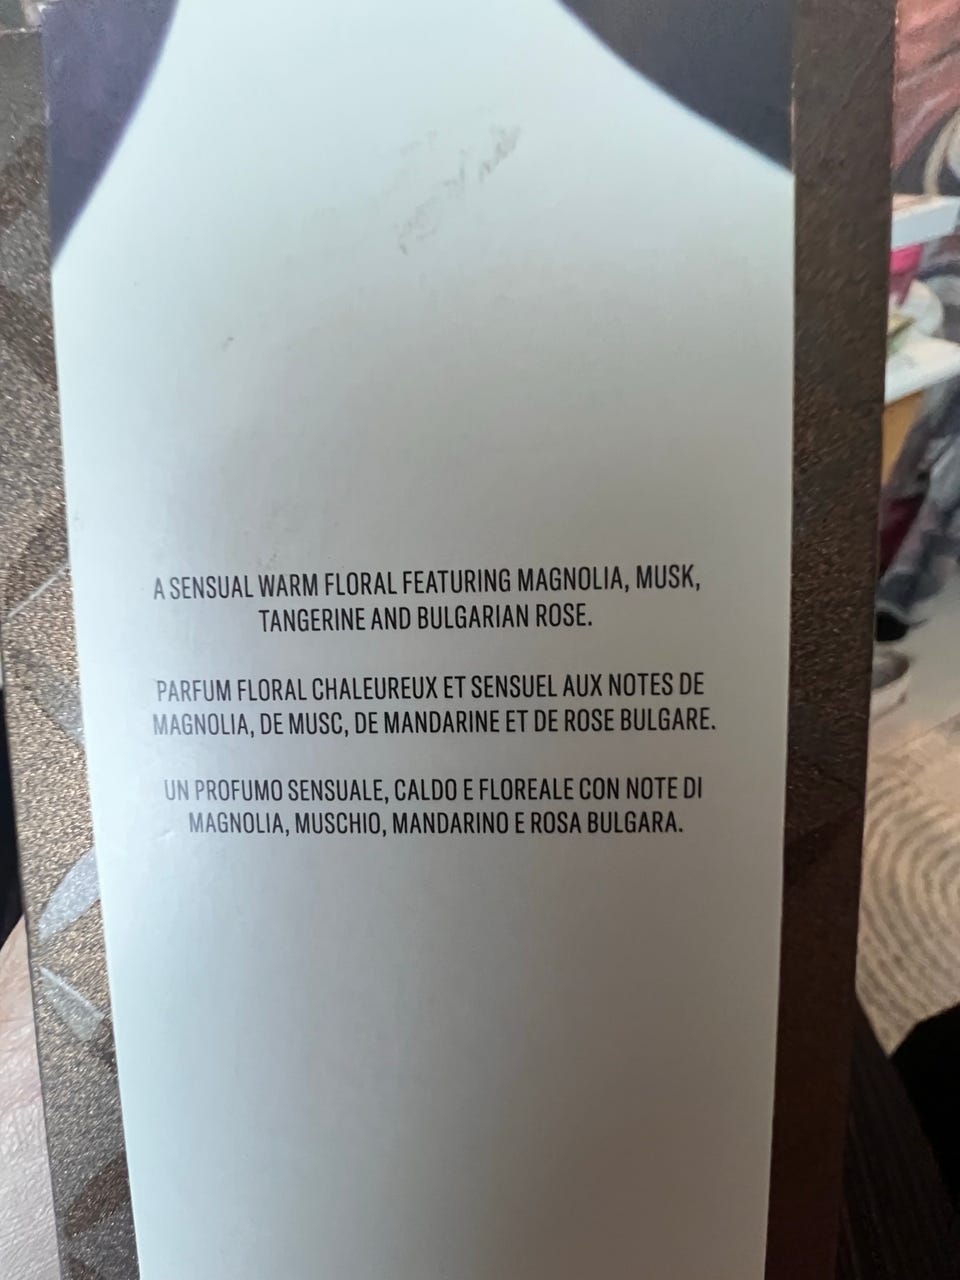 A SENSUAL WARM FLORAL FEATURING MAGNOLIA, MUSK,
TANGERINE AND BULGARIAN ROSE.
PARFUM FLORAL CHALEUREUX ET SENSUEL AUX NOTES DE
MAGNOLIA, DE MUSC, DE MANDARINE ET DE ROSE BULGARE.
UN PROFUMO SENSUALE, CALDO E FLOREALE CON NOTE DI
MAGNOLIA, MUSCHIO, MANDARINO E ROSA BULGARA.